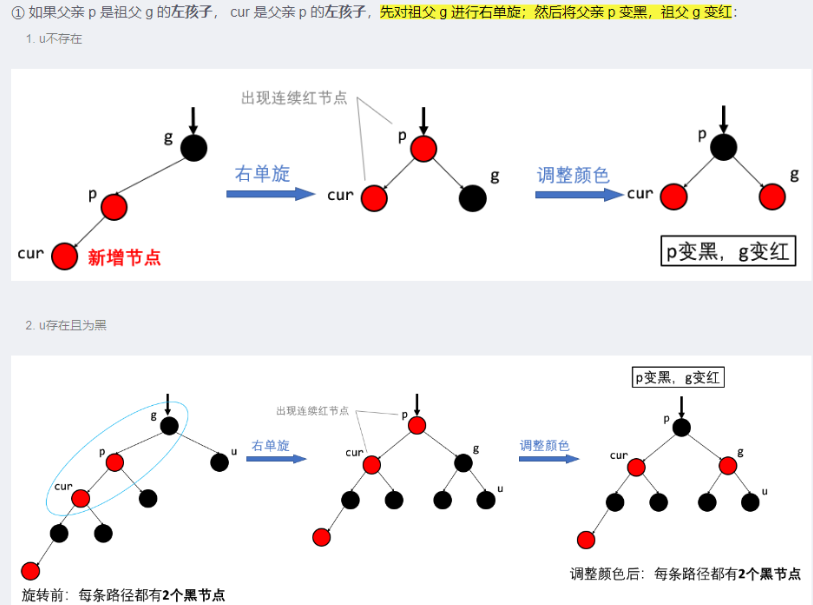 ① 如果父亲 p 是祖父 g 的左孩子， cur 是父亲 p 的左孩子，先对祖父 g 进行右单旋；然后将父亲 p 变黑，祖父 g 变红：
1. u不存在
出现连续红节点
g
p
cur
新增节点
右单旋
p
g
cur
调整颜色
p
g
cur
p变黑，g变红
2. u存在且为黑
g
p
u
cur
旋转前：每条路径都有2个黑节点
右单旋
出现连续红节点
p
cur
g
u
调整颜色
p变黑，g变红
p
cur
g
u
调整颜色后：每条路径都有2个黑节点